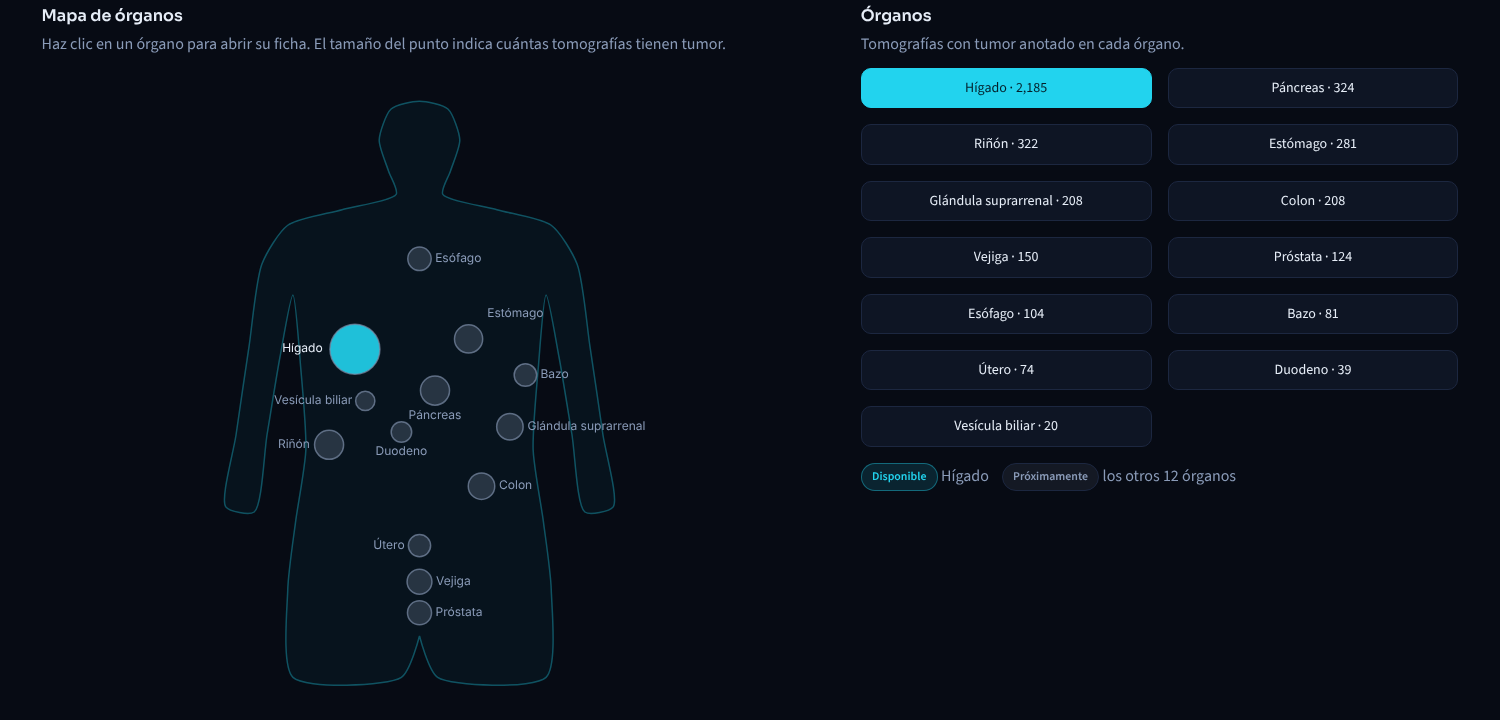 Mapa de órganos
Haz clic en un órgano para abrir su ficha. El tamaño del punto indica cuántas tomografías tienen tumor.
Esófago
Estómago
Hígado
Bazo
Vesícula biliar
Páncreas
Glándula suprarrenal
Riñón
Duodeno
Colon
Útero
Vejiga
Próstata
Órganos
Tomografías con tumor anotado en cada órgano.
Hígado · 2,185
Páncreas · 324
Riñón · 322
Estómago · 281
Glándula suprarrenal · 208
Colon · 208
Vejiga · 150
Próstata · 124
Esófago · 104
Bazo · 81
Útero · 74
Duodeno · 39
Vesícula biliar · 20
Disponible Hígado Próximamente los otros 12 órganos